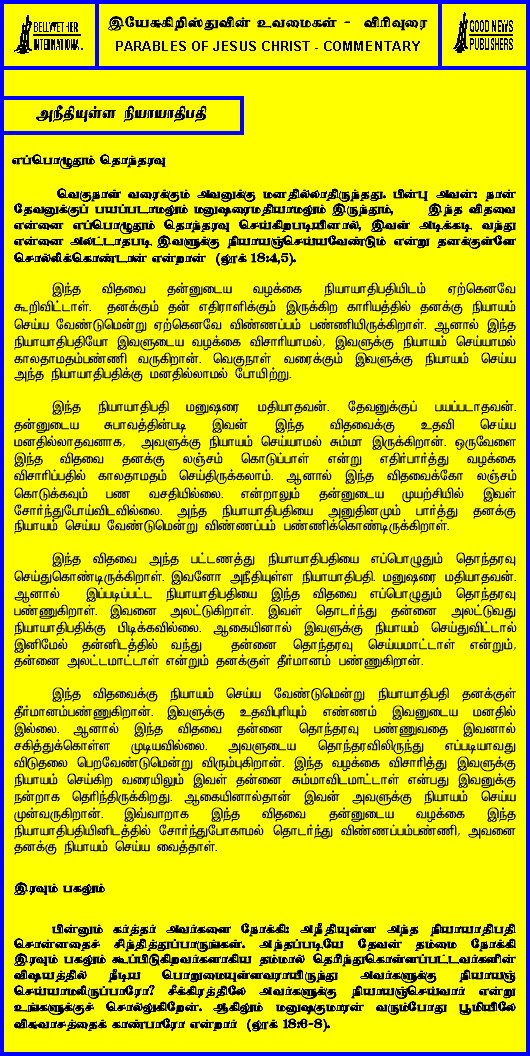 BELLWETHER
INTERNATIONAL
இயேசுகிறிஸ்துவின் உவமைகள் - விரிவுரை
PARABLES OF JESUS CHRIST - COMMENTARY
GOOD NEWS
PUBLISHERS
அநீதியுள்ள நியாயாதிபதி
எப்பொழுதும் தொந்தரவு
வெகுநாள் வரைக்கும் அவனுக்கு மனதில்லாதிருந்தது. பின்பு அவன்: நான்
தேவனுக்குப் பயப்படாமலும் மனுஷரைமதியாமலும் இருந்தும், இந்த விதவை
என்னை எப்பொழுதும் தொந்தரவு செய்கிறபடியினால், இவள் அடிக்கடி வந்து
என்னை அலட்டாதபடி இவளுக்கு நியாயஞ்செய்யவேண்டும் என்று தனக்குள்ளே
சொல்லிக்கொண்டான் என்றான் (லூக் 18:4,5).
இந்த விதவை தன்னுடைய வழக்கை நியாயாதிபதியிடம் ஏற்கெனவே
கூறிவிட்டாள். தனக்கும் தன் எதிராளிக்கும் இருக்கிற காரியத்தில் தனக்கு நியாயம்
செய்ய வேண்டுமென்று ஏற்கெனவே விண்ணப்பம் பண்ணியிருக்கிறாள். ஆனால் இந்த
நியாயாதிபதியோ இவளுடைய வழக்கை விசாரியாமல், இவளுக்கு நியாயம் செய்யாமல்
காலதாமதம்பண்ணி வருகிறான். வெகுநாள் வரைக்கும் இவளுக்கு நியாயம் செய்ய
அந்த நியாயாதிபதிக்கு மனதில்லாமல் போயிற்று.
இந்த நியாயாதிபதி மனுஷரை மதியாதவன். தேவனுக்குப் பயப்படாதவன்.
தன்னுடைய சுபாவத்தின்படி இவன் இந்த விதவைக்கு உதவி செய்ய
மனதில்லாதவனாக, அவளுக்கு நியாயம் செய்யாமல் சும்மா இருக்கிறான். ஒருவேளை
இந்த விதவை தனக்கு லஞ்சம் கொடுப்பாள் என்று எதிர்பார்த்து வழக்கை
விசாரிப்பதில் காலதாமதம் செய்திருக்கலாம். ஆனால் இந்த விதவைக்கோ லஞ்சம்
கொடுக்கவும் பண வசதியில்லை. என்றாலும் தன்னுடைய முயற்சியில் இவள்
சோர்ந்துபோய்விடவில்லை. அந்த நியாயாதிபதியை அனுதினமும் பார்த்து தனக்கு
நியாயம் செய்ய வேண்டுமென்று விண்ணப்பம் பண்ணிக்கொண்டிருக்கிறாள்.
இந்த விதவை அந்த பட்டணத்து நியாயாதிபதியை எப்பொழுதும் தொந்தரவு
செய்துகொண்டிருக்கிறாள். இவனோ அநீதியுள்ள நியாயாதிபதி. மனுஷரை மதியாதவன்.
ஆனால் இப்படிப்பட்ட நியாயாதிபதியை இந்த விதவை எப்பொழுதும் தொந்தரவு
பண்ணுகிறாள். இவனை அலட்டுகிறாள். இவள் தொடர்ந்து தன்னை அலட்டுவது
நியாயாதிபதிக்கு பிடிக்கவில்லை. ஆகையினால் இவளுக்கு நியாயம் செய்துவிட்டால்
இனிமேல் தன்னிடத்தில் வந்து தன்னை தொந்தரவு செய்யமாட்டாள் என்றும்,
தன்னை அலட்டமாட்டாள் என்றும் தனக்குள் தீர்மானம் பண்ணுகிறான்.
இந்த விதவைக்கு நியாயம் செய்ய வேண்டுமென்று நியாயாதிபதி தனக்குள்
தீர்மானம்பண்ணுகிறான். இவளுக்கு உதவிபுரியும் எண்ணம் இவனுடைய மனதில்
இல்லை. ஆனால் இந்த விதவை தன்னை தொந்தரவு பண்ணுவதை இவனால்
சகித்துக்கொள்ள முடியவில்லை. அவளுடைய தொந்தரவிலிருந்து எப்படியாவது
விடுதலை பெறவேண்டுமென்று விரும்புகிறான். இந்த வழக்கை விசாரித்து இவளுக்கு
நியாயம் செய்கிற வரையிலும் இவள் தன்னை சும்மாவிடமாட்டாள் என்பது இவனுக்கு
நன்றாக தெரிந்திருக்கிறது. ஆகையினால்தான் இவன் அவளுக்கு நியாயம் செய்ய
முன்வருகிறான். இவ்வாறாக இந்த விதவை தன்னுடைய வழக்கை இந்த
நியாயாதிபதியினிடத்தில் சோர்ந்துபோகாமல் தொடர்ந்து விண்ணப்பம்பண்ணி, அவனை
தனக்கு நியாயம் செய்ய வைத்தாள்.
இரவும் பகலும்
பின்னும் கர்த்தர் அவர்களை நோக்கி: அநீதியுள்ள அந்த நியாயாதிபதி
சொன்னதைச் சிந்தித்துப்பாருங்கள். அந்தப்படியே தேவன் தம்மை நோக்கி
இரவும் பகலும் கூப்பிடுகிறவர்களாகிய தம்மால் தெரிந்துகொள்ளப்பட்டவர்களின்
விஷயத்தில் நீடிய பொறுமையுள்ளவராயிருந்து அவர்களுக்கு நியாயஞ்
செய்யாமலிருப்பாரோ? சீக்கிரத்திலே அவர்களுக்கு நியாயஞ்செய்வார் என்று
உங்களுக்குச் சொல்லுகிறேன். ஆகிலும் மனுஷகுமாரன் வரும்போது பூமியிலே
விசுவாசத்தைக் காண்பாரோ என்றார் (லூக் 18:6-8).